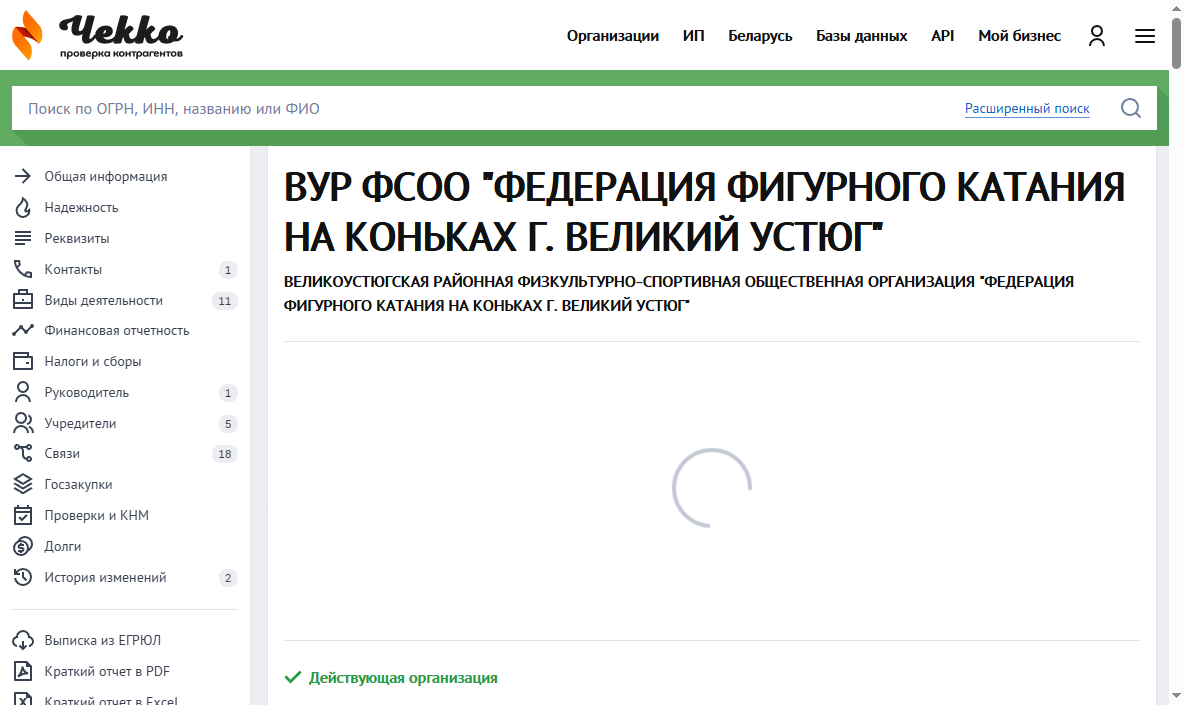 Чекко
проверка контрагентов
Организации ИП Беларусь Базы данных API Мой бизнес
Поиск по ОГРН, ИНН, названию или ФИО Расширенный поиск
Общая информация
Надежность
Реквизиты
Контакты 1
Виды деятельности 11
Финансовая отчетность
Налоги и сборы
Руководитель 1
Учредители 5
Связи 18
Госзакупки
Проверки и КНМ
Долги
История изменений 2
Выписка из ЕГРЮЛ
Краткий отчет в PDF
Краткий отчет в Excel
ВУР ФСОО "ФЕДЕРАЦИЯ ФИГУРНОГО КАТАНИЯ
НА КОНЬКАХ Г. ВЕЛИКИЙ УСТЮГ"
ВЕЛИКОУСТЮГСКАЯ РАЙОННАЯ ФИЗКУЛЬТУРНО-СПОРТИВНАЯ ОБЩЕСТВЕННАЯ ОРГАНИЗАЦИЯ "ФЕДЕРАЦИЯ
ФИГУРНОГО КАТАНИЯ НА КОНЬКАХ Г. ВЕЛИКИЙ УСТЮГ"
Действующая организация